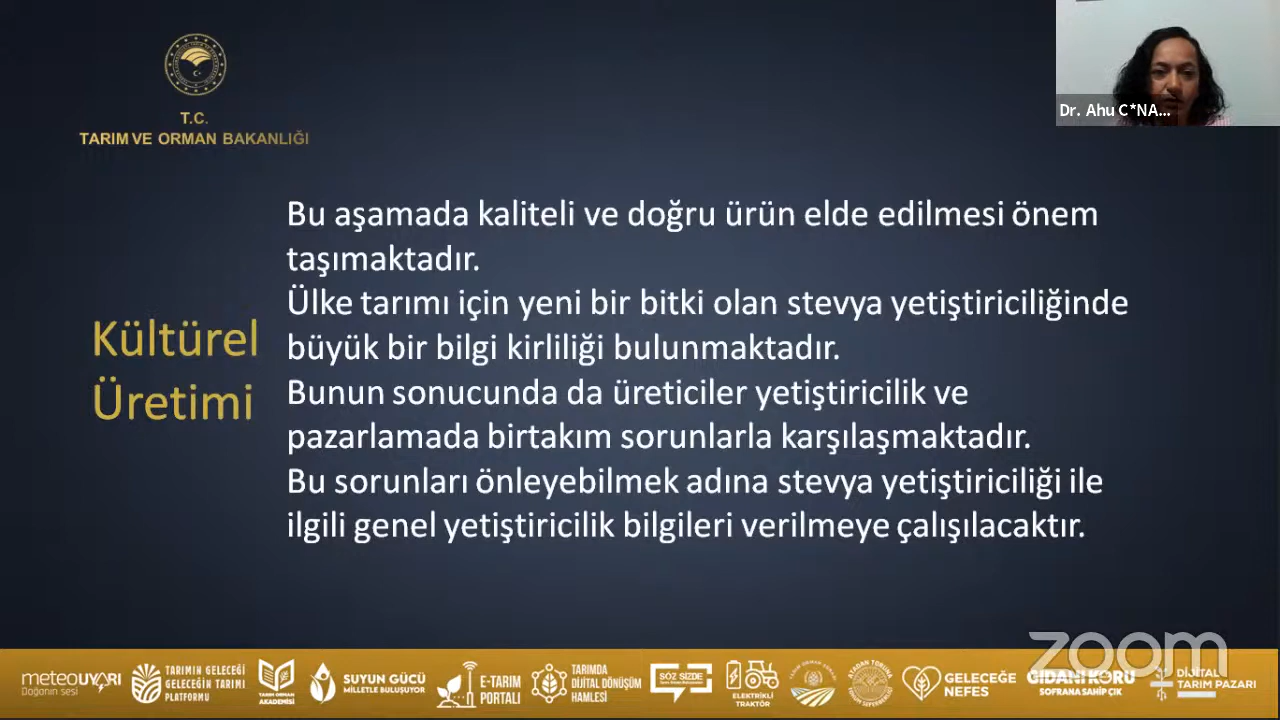 T.C.
TARIM VE ORMAN BAKANLIĞI
Dr. Ahu C*NA...
Kültürel
Üretimi
Bu aşamada kaliteli ve doğru ürün elde edilmesi önem
taşımaktadır.
Ülke tarımı için yeni bir bitki olan stevya yetiştiriciliğinde
büyük bir bilgi kirliliği bulunmaktadır.
Bunun sonucunda da üreticiler yetiştiricilik ve
pazarlamada birtakım sorunlarla karşılaşmaktadır.
Bu sorunları önleyebilmek adına stevya yetiştiriciliği ile
ilgili genel yetiştiricilik bilgileri verilmeye çalışılacaktır.
zoom
meteoUYARI
Doğanın sesi
TARIMIN GELECEĞİ
GELECEĞİN TARIMI
PLATFORMU
TARIM ORMAN
AKADEMİSİ
SUYUN GÜCÜ
MİLLETLE BULUŞUYOR
E-TARIM
PORTALI
TARIMDA
DİJİTAL DÖNÜŞÜM
HAMLESİ
SÖZ SİZDE
ELEKTRİKLİ
TRAKTÖR
GELECEĞE
NEFES
GIDANI KORU
SOFRANA SAHİP ÇIK
DİJİTAL
TARIM PAZARI